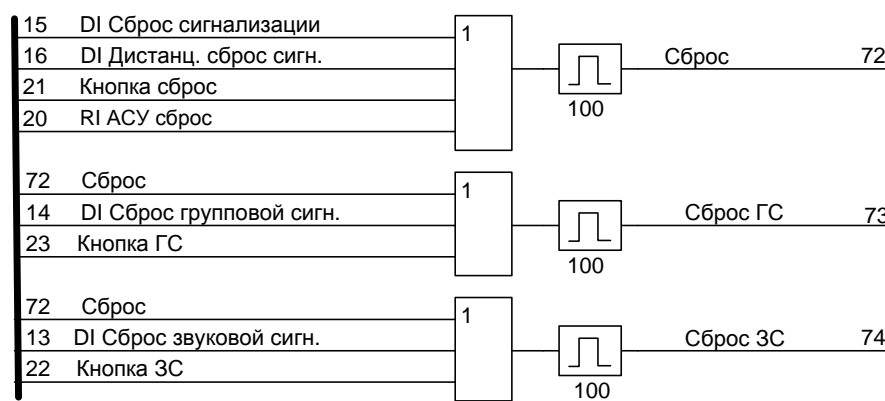 15 DI Сброс сигнализации
1
16 DI Дистанц. сброс сигн.
Сброс 72
21 Кнопка сброс
100
20 RI АСУ сброс
72 Сброс
1
14 DI Сброс групповой сигн.
Сброс ГС 73
23 Кнопка ГС
100
72 Сброс
1
13 DI Сброс звуковой сигн.
Сброс ЗС 74
22 Кнопка ЗС
100